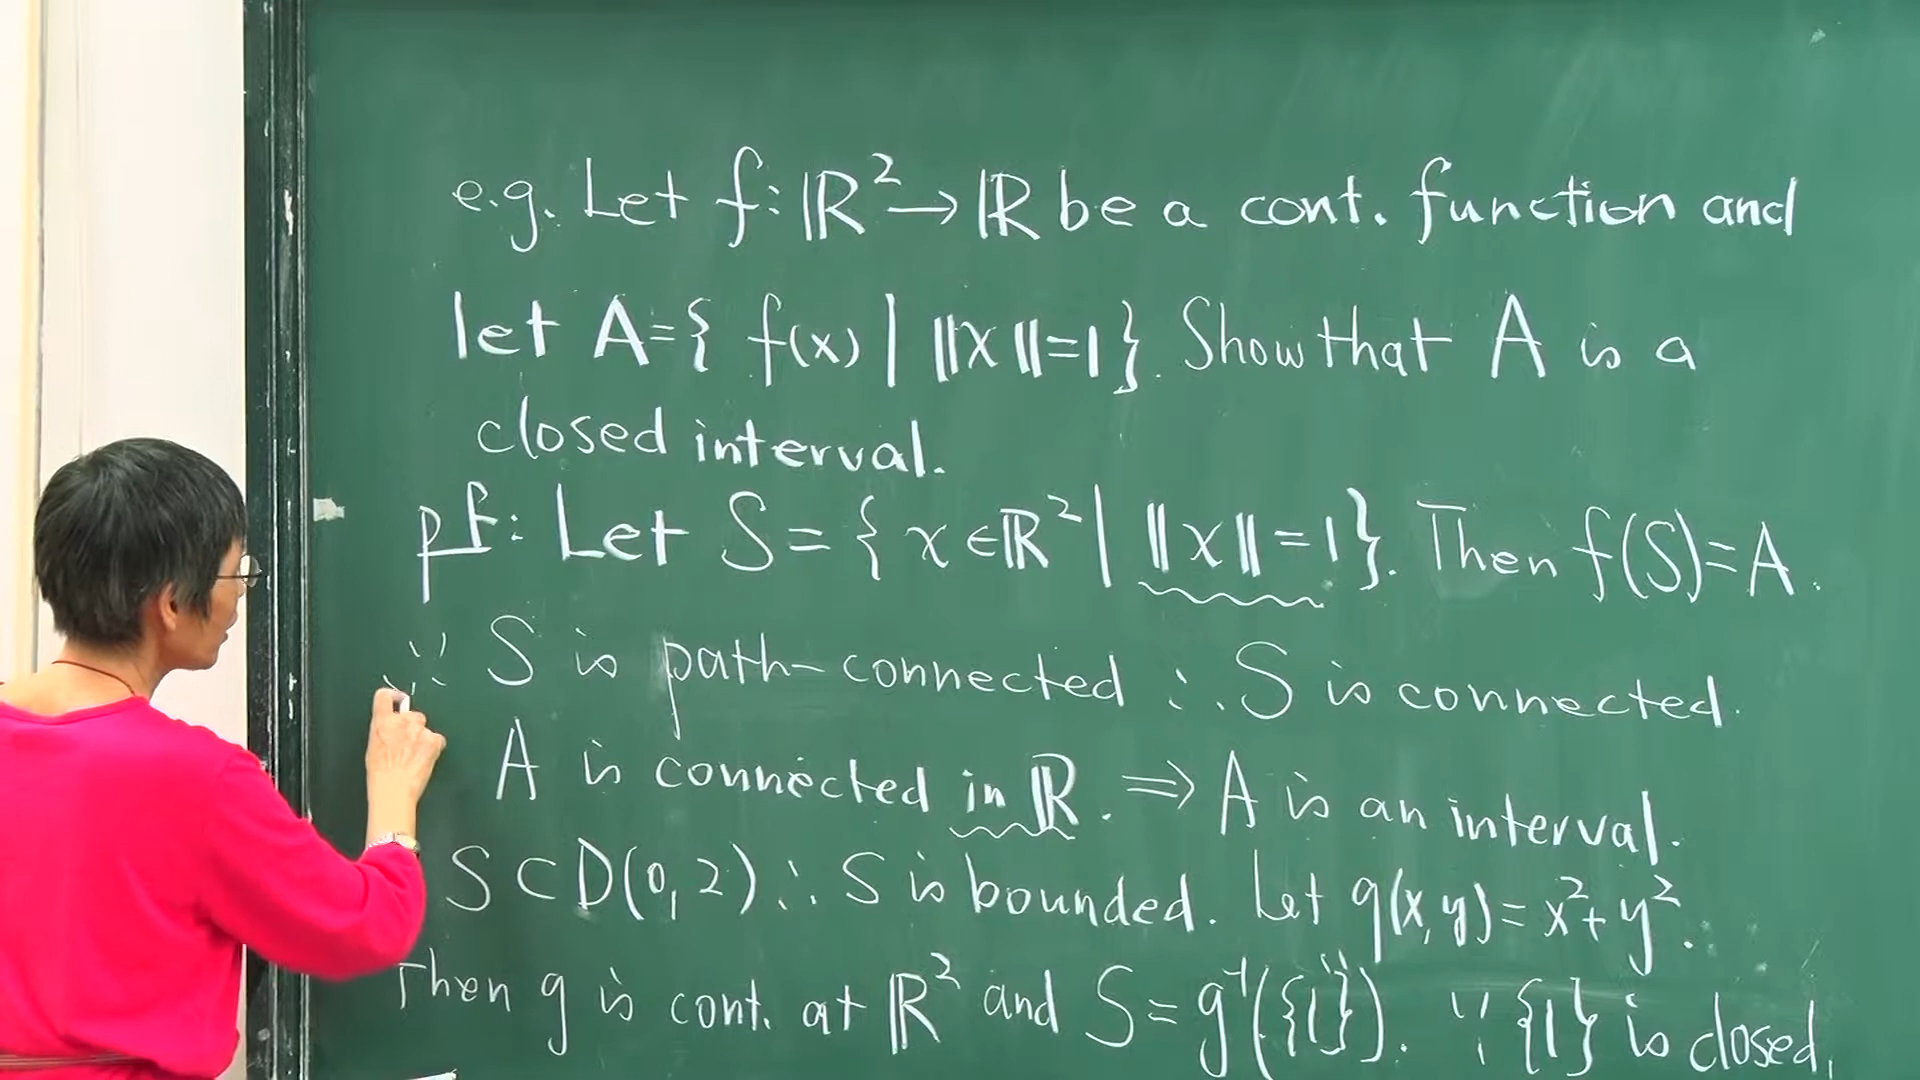 e.g. Let f: ℝ² → ℝ be a cont. function and
let A = { f(x) | ‖x‖ = 1 }. Show that A is a
closed interval.
pf: Let S = { x ∈ ℝ² | ‖x‖ = 1 }. Then f(S) = A.
∵ S is path-connected ∴ S is connected.
A is connected in ℝ. ⇒ A is an interval.
S ⊂ D(0, 2) ∴ S is bounded. Let g(x, y) = x² + y².
Then g is cont. at ℝ² and S = g⁻¹({1}). ∵ {1} is closed,